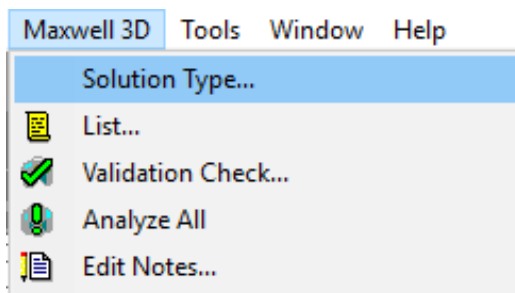 Maxwell 3D Tools Window Help
Solution Type...
List...
Validation Check...
Analyze All
Edit Notes...